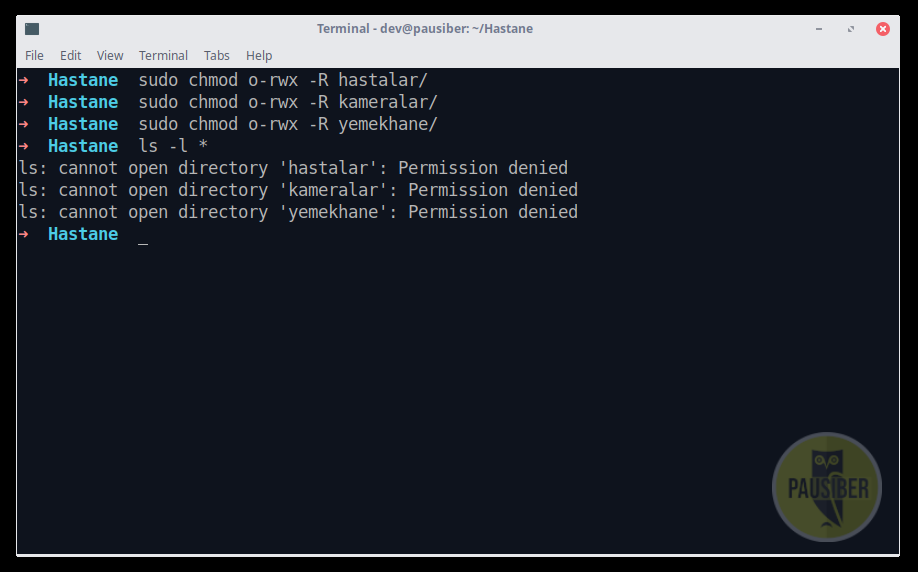 Terminal - dev@pausiber: ~/Hastane
File Edit View Terminal Tabs Help
➜ Hastane sudo chmod o-rwx -R hastalar/
➜ Hastane sudo chmod o-rwx -R kameralar/
➜ Hastane sudo chmod o-rwx -R yemekhane/
➜ Hastane ls -l *
ls: cannot open directory 'hastalar': Permission denied
ls: cannot open directory 'kameralar': Permission denied
ls: cannot open directory 'yemekhane': Permission denied
➜ Hastane _
PAUSIBER